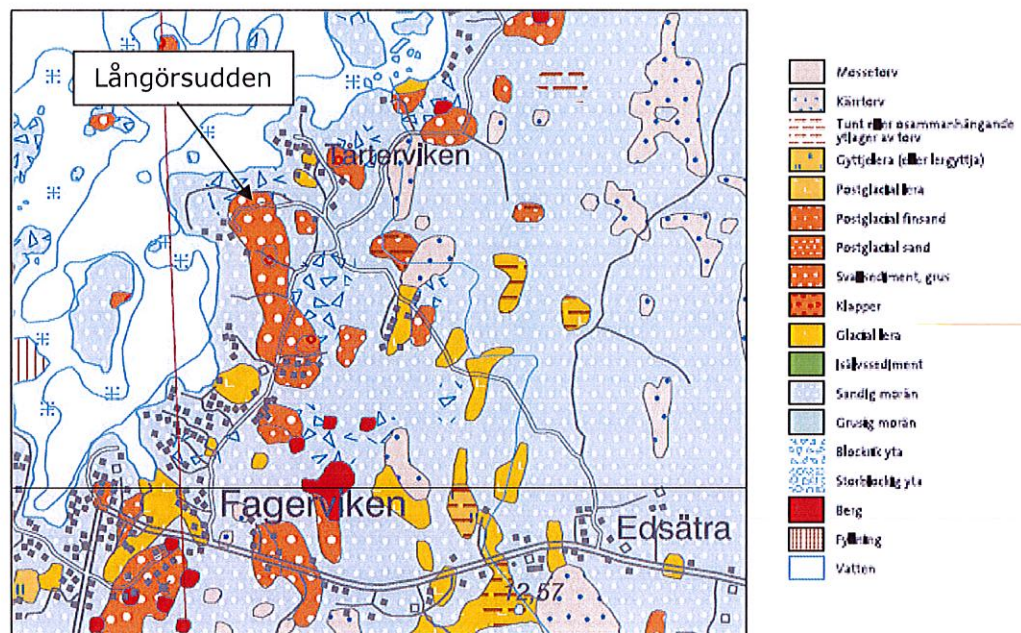 Långörsudden
Tarterviken
Fagerviken
Edsätra
12,57
Mossetorv
Kärrtorv
Tunt eller osammanhängande
ytlager av torv
Gyttjelera (eller lergyttja)
Postglacial lera
Postglacial finsand
Postglacial sand
Svallsediment, grus
Klapper
Glacial lera
Isälvssediment
Sandig morän
Grusig morän
Blockrik yta
Storblockig yta
Berg
Fyllning
Vatten